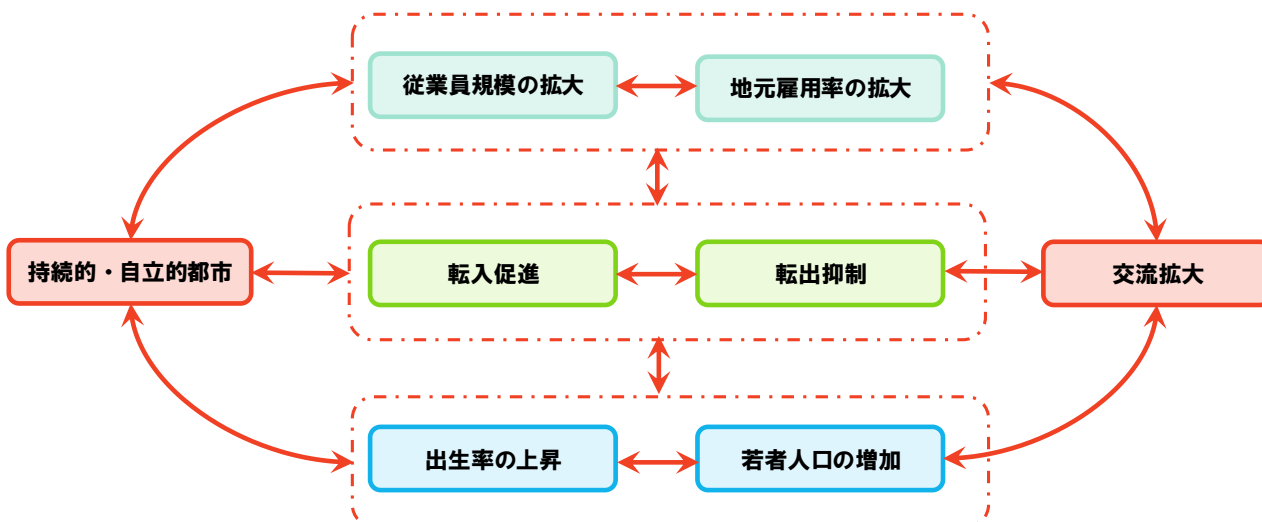 従業員規模の拡大
地元雇用率の拡大
持続的・自立的都市
転入促進
転出抑制
交流拡大
出生率の上昇
若者人口の増加